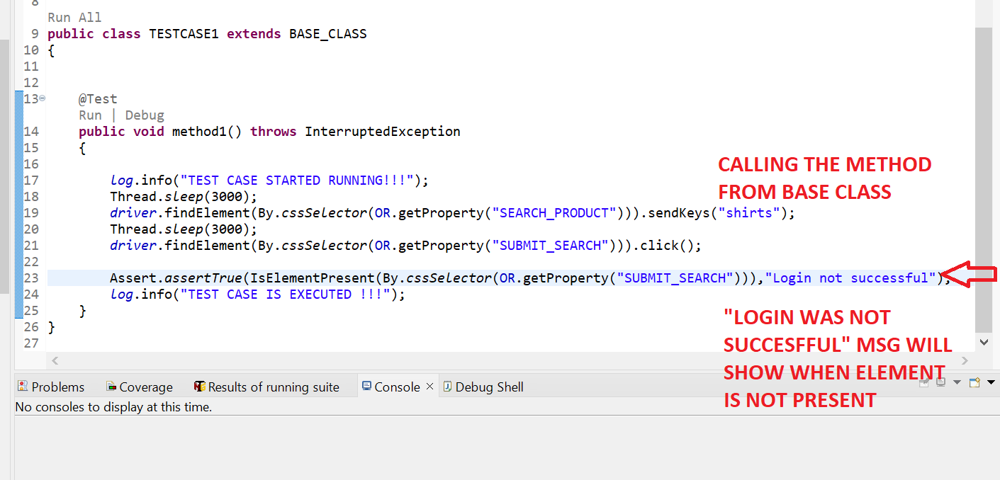 8
Run All
9 public class TESTCASE1 extends BASE_CLASS
10 {
11
12
13 @Test
Run | Debug
14 public void method1() throws InterruptedException
15 {
16
17 log.info("TEST CASE STARTED RUNNING!!!");
18 Thread.sleep(3000);
19 driver.findElement(By.cssSelector(OR.getProperty("SEARCH_PRODUCT"))).sendKeys("shirts");
20 Thread.sleep(3000);
21 driver.findElement(By.cssSelector(OR.getProperty("SUBMIT_SEARCH"))).click();
22
23 Assert.assertTrue(IsElementPresent(By.cssSelector(OR.getProperty("SUBMIT_SEARCH"))),"Login not successful");
24 log.info("TEST CASE IS EXECUTED !!!");
25 }
26 }
27
CALLING THE METHOD
FROM BASE CLASS
"LOGIN WAS NOT
SUCCESFFUL" MSG WILL
SHOW WHEN ELEMENT
IS NOT PRESENT
Problems Coverage Results of running suite Console Debug Shell
No consoles to display at this time.